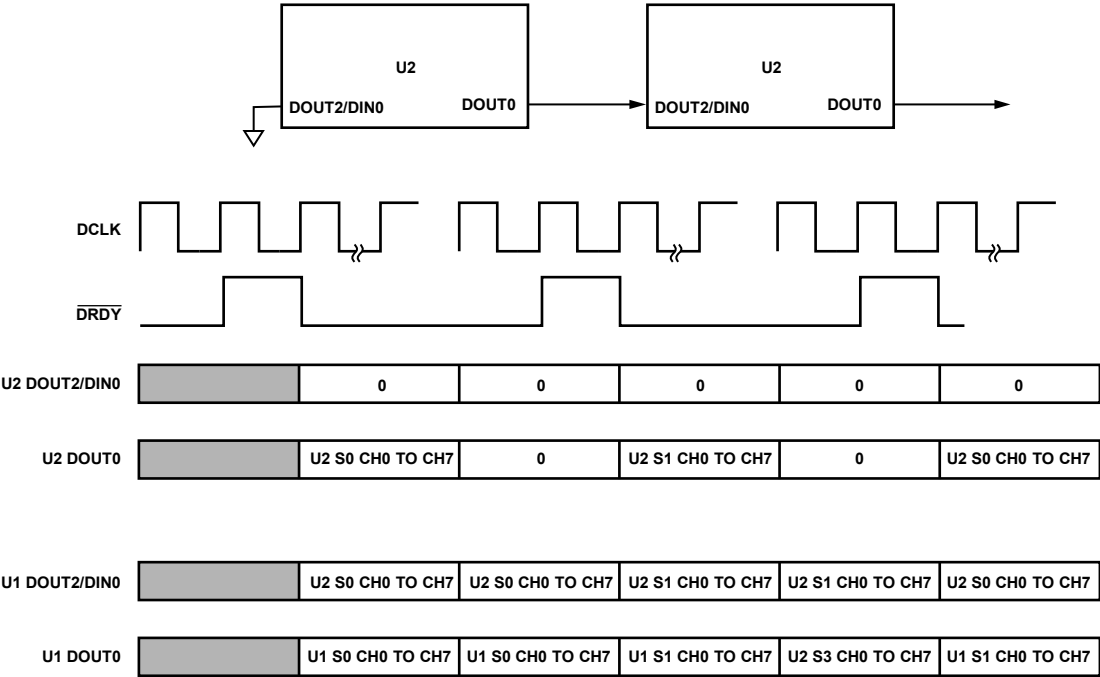 U2 U2
DOUT2/DIN0 DOUT0 DOUT2/DIN0 DOUT0
DCLK
DRDY
U2 DOUT2/DIN0 0 0 0 0 0
U2 DOUT0 U2 S0 CH0 TO CH7 0 U2 S1 CH0 TO CH7 0 U2 S0 CH0 TO CH7
U1 DOUT2/DIN0 U2 S0 CH0 TO CH7 U2 S0 CH0 TO CH7 U2 S1 CH0 TO CH7 U2 S1 CH0 TO CH7 U2 S0 CH0 TO CH7
U1 DOUT0 U1 S0 CH0 TO CH7 U1 S0 CH0 TO CH7 U1 S1 CH0 TO CH7 U2 S3 CH0 TO CH7 U1 S1 CH0 TO CH7